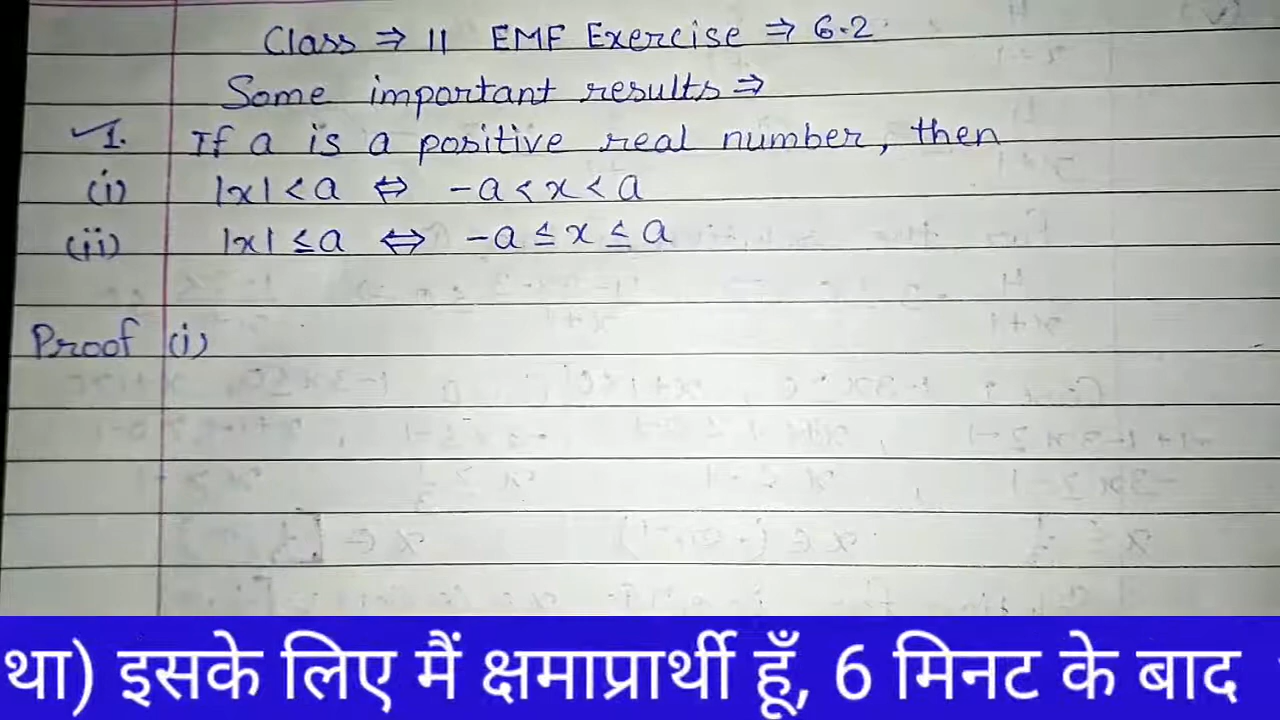 Class ⇒ 11 EMF Exercise ⇒ 6.2.
Some important results ⇒
✓1. If a is a positive real number, then
(i) |x| < a ⇔ -a < x < a
(ii) |x| ≤ a ⇔ -a ≤ x ≤ a
Proof (i)
था) इसके लिए मैं क्षमाप्रार्थी हूँ, 6 मिनट के बाद